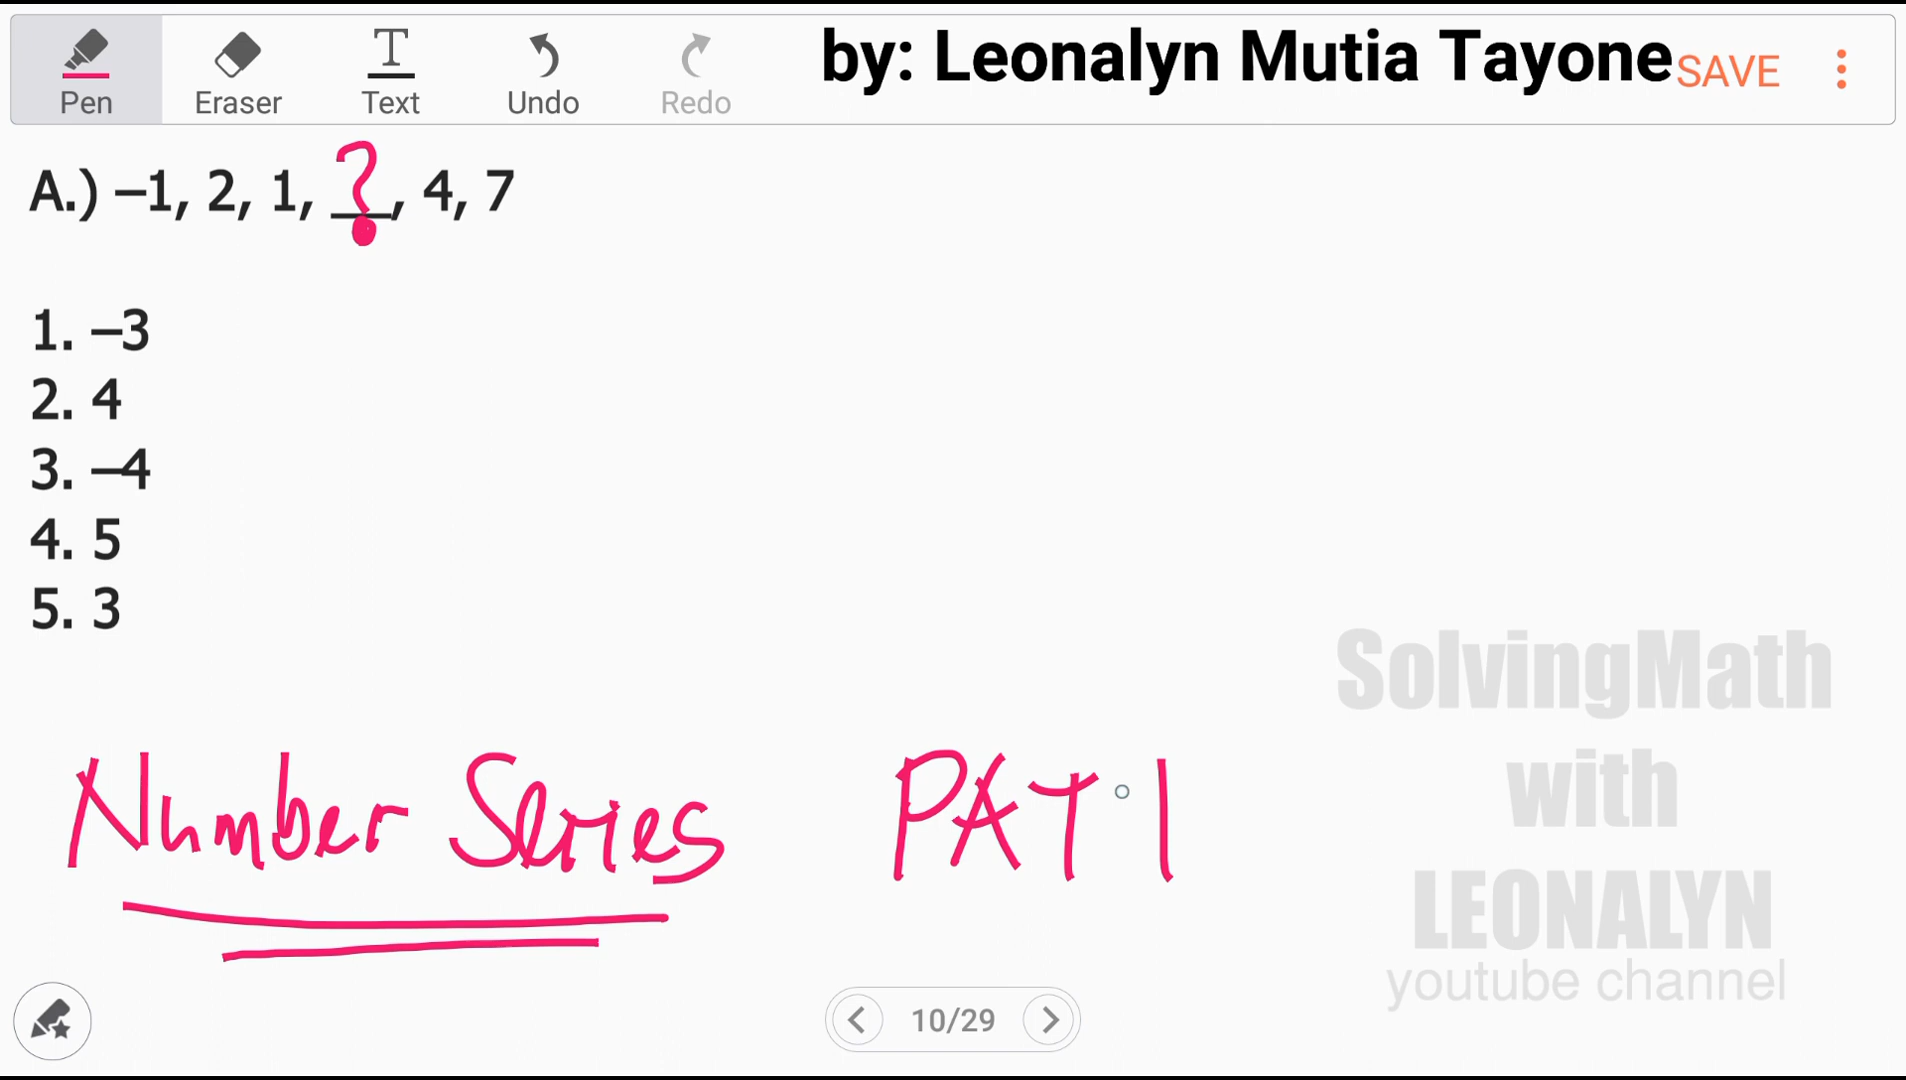 by: Leonalyn Mutia Tayone
SAVE
Pen Eraser Text Undo Redo
A.) –1, 2, 1, ?, 4, 7
1. –3
2. 4
3. –4
4. 5
5. 3
Number Series PAT I
SolvingMath
with
LEONALYN
youtube channel
10/29